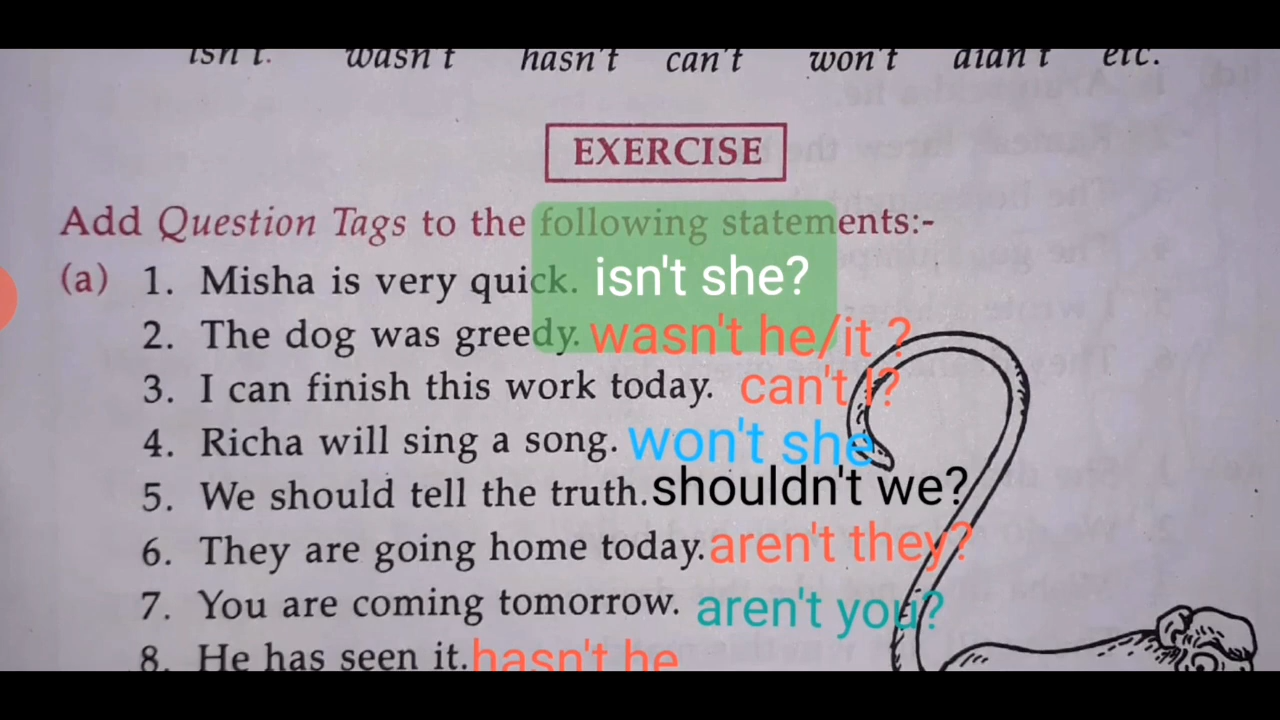 isn't. wasn't hasn't can't won't didn't etc.
EXERCISE
Add Question Tags to the following statements:-
(a) 1. Misha is very quick. isn't she?
2. The dog was greedy. wasn't he/it ?
3. I can finish this work today. can't I?
4. Richa will sing a song. won't she
5. We should tell the truth. shouldn't we?
6. They are going home today. aren't they?
7. You are coming tomorrow. aren't you?
8. He has seen it. hasn't he